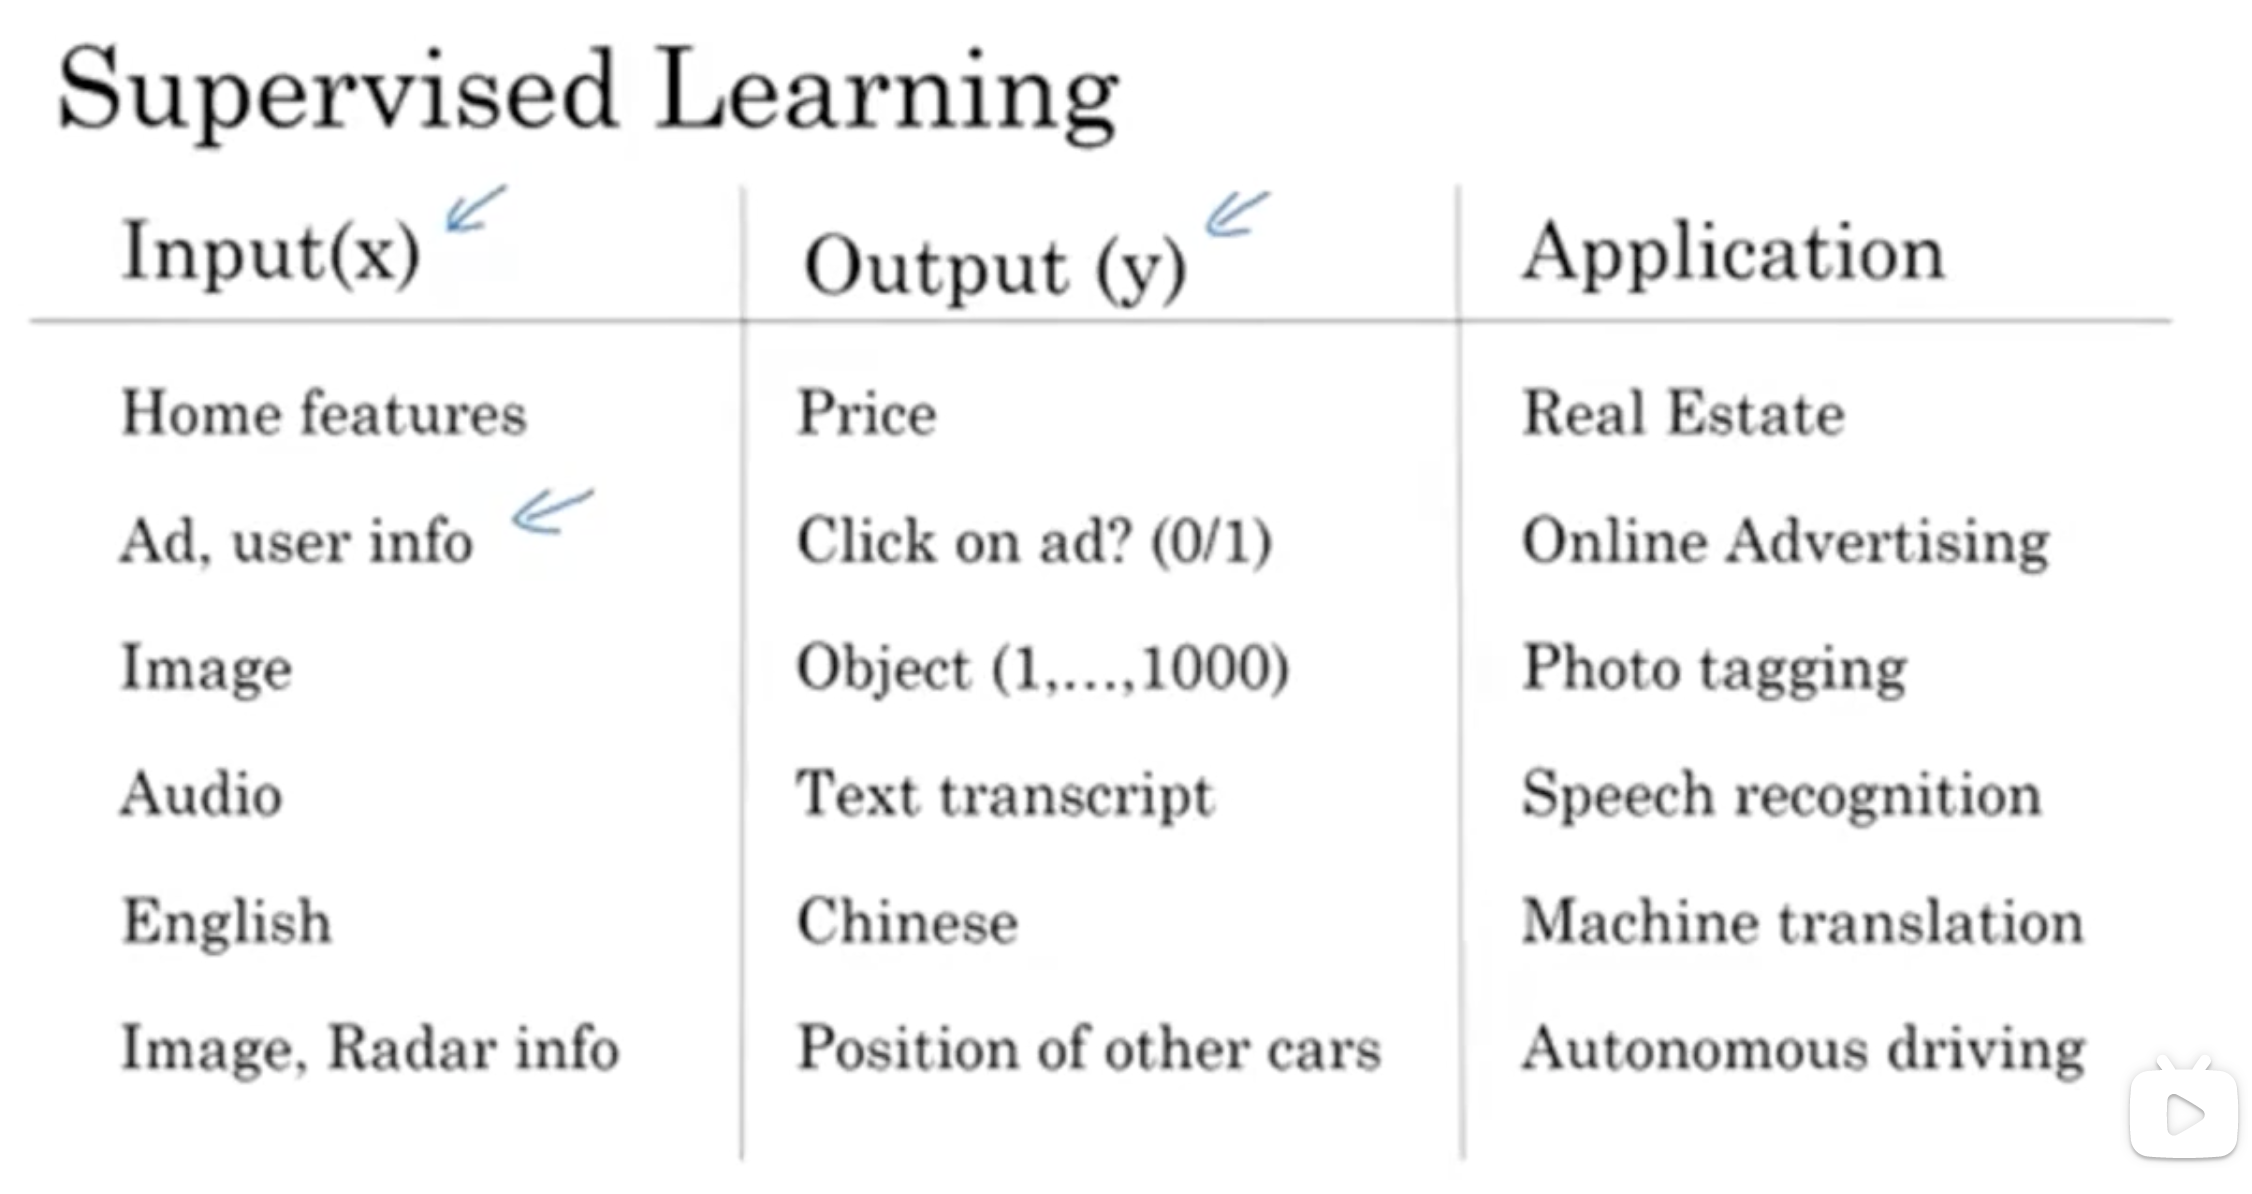 Supervised Learning
Input(x) Output (y) Application
Home features Price Real Estate
Ad, user info Click on ad? (0/1) Online Advertising
Image Object (1,...,1000) Photo tagging
Audio Text transcript Speech recognition
English Chinese Machine translation
Image, Radar info Position of other cars Autonomous driving